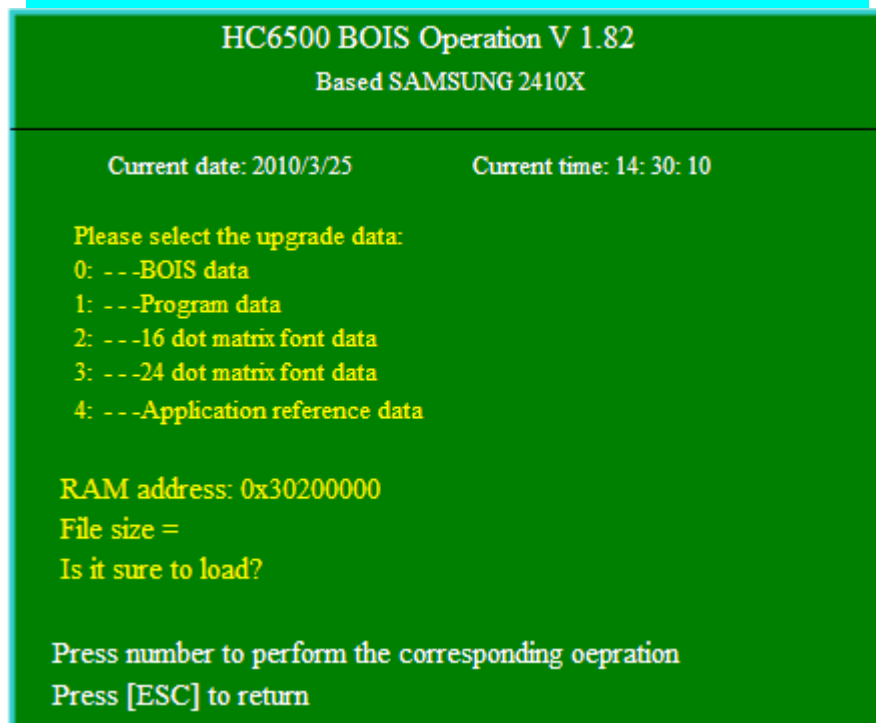 HC6500 BOIS Operation V 1.82
Based SAMSUNG 2410X
Current date: 2010/3/25 Current time: 14: 30: 10
Please select the upgrade data:
0: - - -BOIS data
1: - - -Program data
2: - - -16 dot matrix font data
3: - - -24 dot matrix font data
4: - - -Application reference data
RAM address: 0x30200000
File size =
Is it sure to load?
Press number to perform the corresponding oepration
Press [ESC] to return